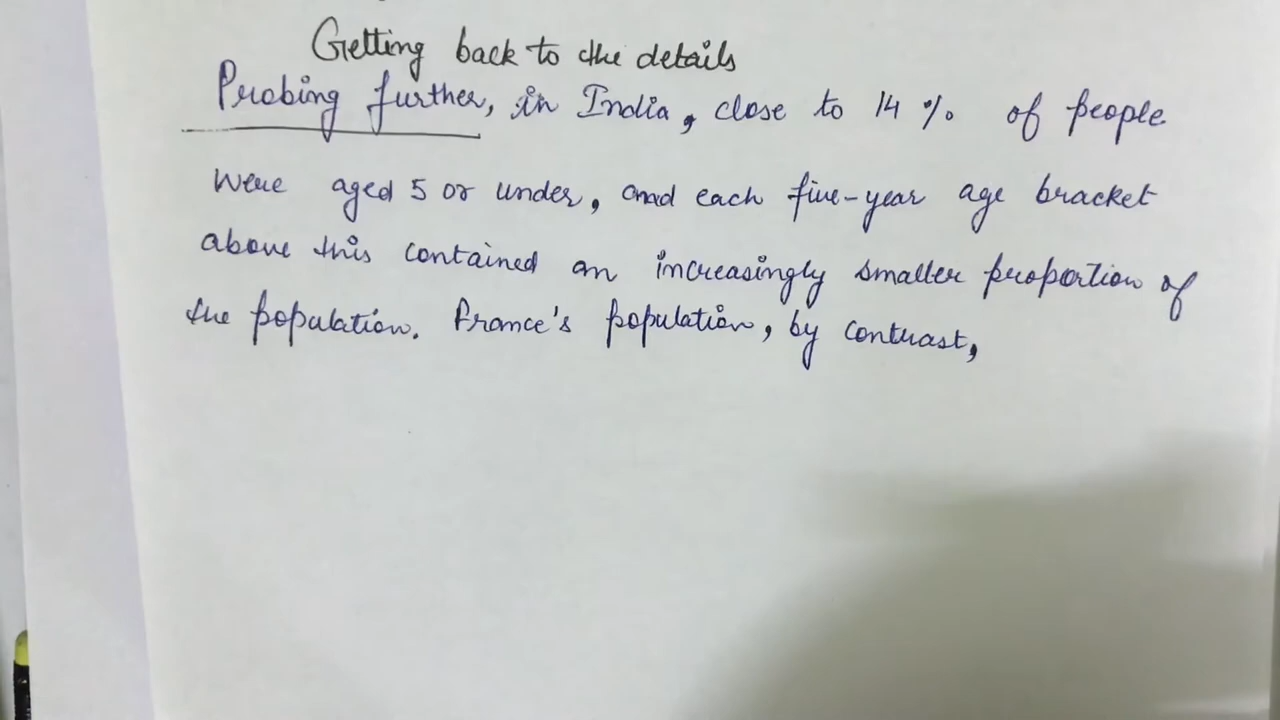 Getting back to the details
Probing further, in India, close to 14 % of people
were aged 5 or under, and each five-year age bracket
above this contained an increasingly smaller proportion of
the population. France's population, by contrast,